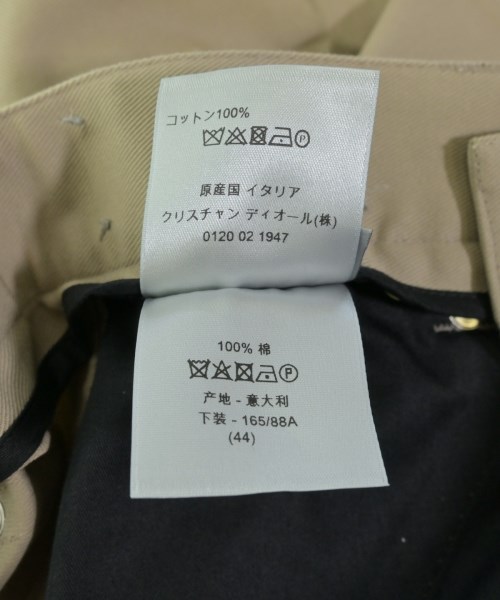 コットン100%
P
原産国 イタリア
クリスチャン ディオール(株)
0120 02 1947
100% 棉
P
产地 - 意大利
下装 - 165/88A
(44)